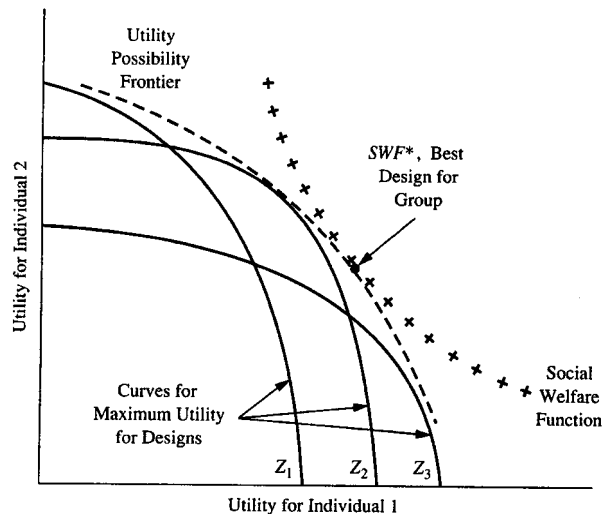 Utility
Possibility
Frontier
SWF*, Best
Design for
Group
Utility for Individual 2
Curves for
Maximum Utility
for Designs
Social
Welfare
Function
Z1 Z2 Z3
Utility for Individual 1